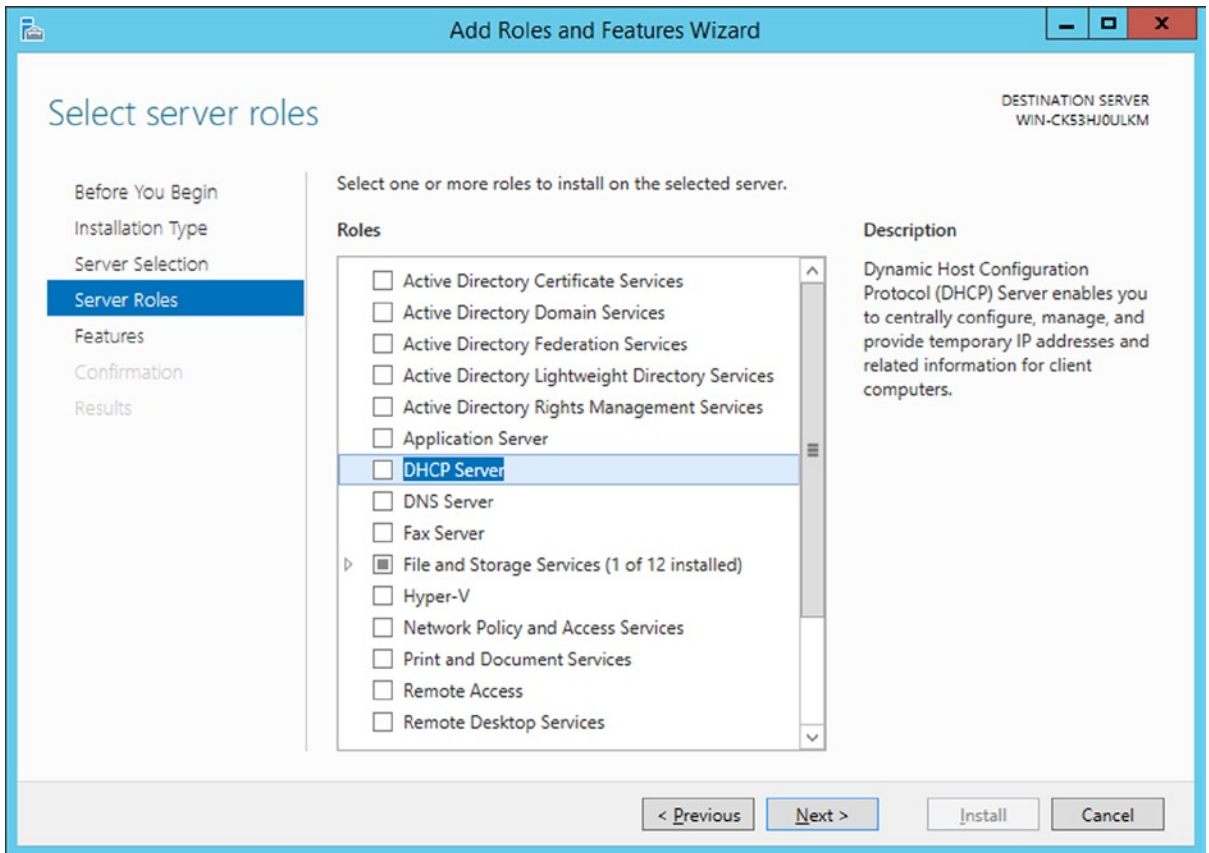 Add Roles and Features Wizard
Select server roles
DESTINATION SERVER
WIN-CK53HJ0ULKM
Before You Begin
Installation Type
Server Selection
Server Roles
Features
Confirmation
Results
Select one or more roles to install on the selected server.
Roles
Active Directory Certificate Services
Active Directory Domain Services
Active Directory Federation Services
Active Directory Lightweight Directory Services
Active Directory Rights Management Services
Application Server
DHCP Server
DNS Server
Fax Server
File and Storage Services (1 of 12 installed)
Hyper-V
Network Policy and Access Services
Print and Document Services
Remote Access
Remote Desktop Services
Description
Dynamic Host Configuration
Protocol (DHCP) Server enables you
to centrally configure, manage, and
provide temporary IP addresses and
related information for client
computers.
< Previous
Next >
Install
Cancel